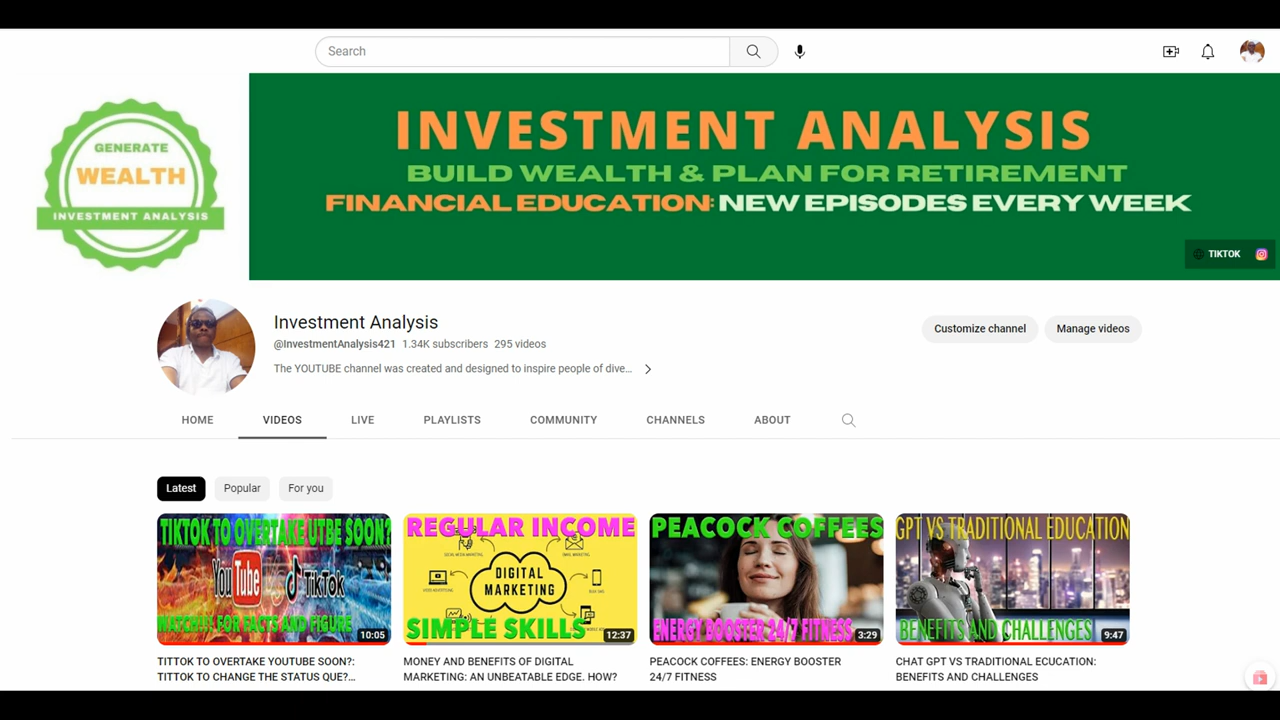 Search
GENERATE
WEALTH
INVESTMENT ANALYSIS
INVESTMENT ANALYSIS
BUILD WEALTH & PLAN FOR RETIREMENT
FINANCIAL EDUCATION: NEW EPISODES EVERY WEEK
TIKTOK
Investment Analysis
@InvestmentAnalysis421 1.34K subscribers 295 videos
The YOUTUBE channel was created and designed to inspire people of dive...
Customize channel
Manage videos
HOME VIDEOS LIVE PLAYLISTS COMMUNITY CHANNELS ABOUT
Latest Popular For you
TIKTOK TO OVERTAKE UTBE SOON?
YouTube
TikTok
WATCH IT FOR FACTS AND FIGURE
10:05
TITTOK TO OVERTAKE YOUTUBE SOON?:
TITTOK TO CHANGE THE STATUS QUE?...
REGULAR INCOME
DIGITAL
MARKETING
SIMPLE SKILLS
12:37
MONEY AND BENEFITS OF DIGITAL
MARKETING: AN UNBEATABLE EDGE. HOW?
PEACOCK COFFEES
ENERGY BOOSTER 24/7 FITNESS
3:29
PEACOCK COFFEES: ENERGY BOOSTER
24/7 FITNESS
GPT VS TRADITIONAL EDUCATION
BENEFITS AND CHALLENGES
9:47
CHAT GPT VS TRADITIONAL ECUCATION:
BENEFITS AND CHALLENGES